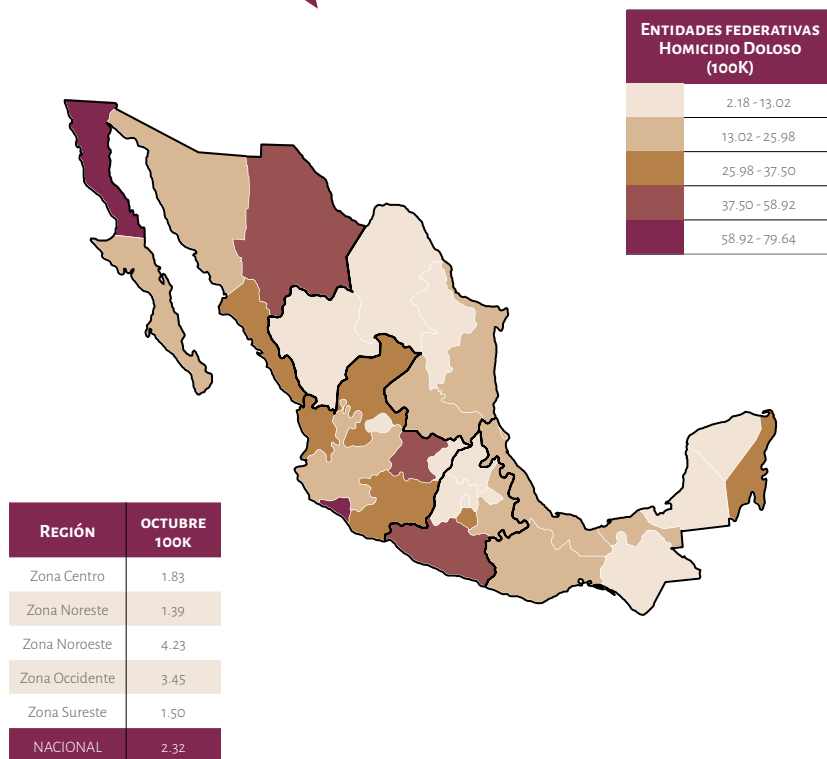 Entidades federativas
Homicidio Doloso
(100K)
2.18 - 13.02
13.02 - 25.98
25.98 - 37.50
37.50 - 58.92
58.92 - 79.64
Región octubre 100k
Zona Centro 1.83
Zona Noreste 1.39
Zona Noroeste 4.23
Zona Occidente 3.45
Zona Sureste 1.50
NACIONAL 2.32